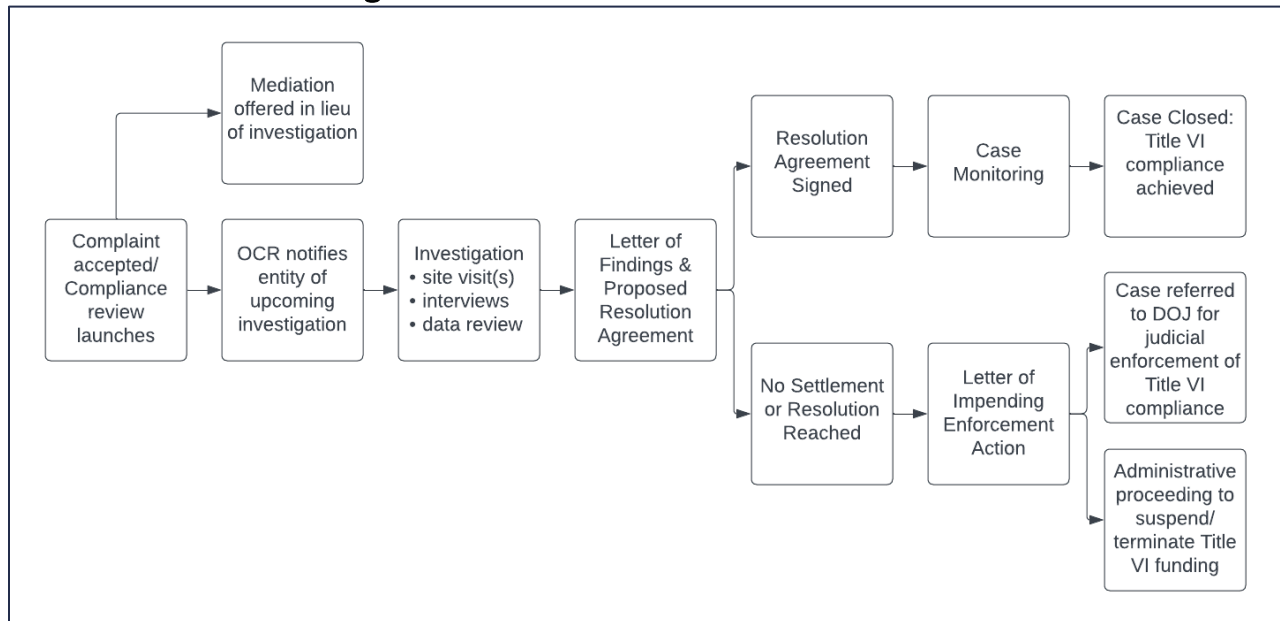 Mediation
offered in lieu
of investigation
Complaint
accepted/
Compliance
review
launches
OCR notifies
entity of
upcoming
investigation
Investigation
• site visit(s)
• interviews
• data review
Letter of
Findings &
Proposed
Resolution
Agreement
Resolution
Agreement
Signed
Case
Monitoring
Case Closed:
Title VI
compliance
achieved
No Settlement
or Resolution
Reached
Letter of
Impending
Enforcement
Action
Case referred
to DOJ for
judicial
enforcement of
Title VI
compliance
Administrative
proceeding to
suspend/
terminate Title
VI funding